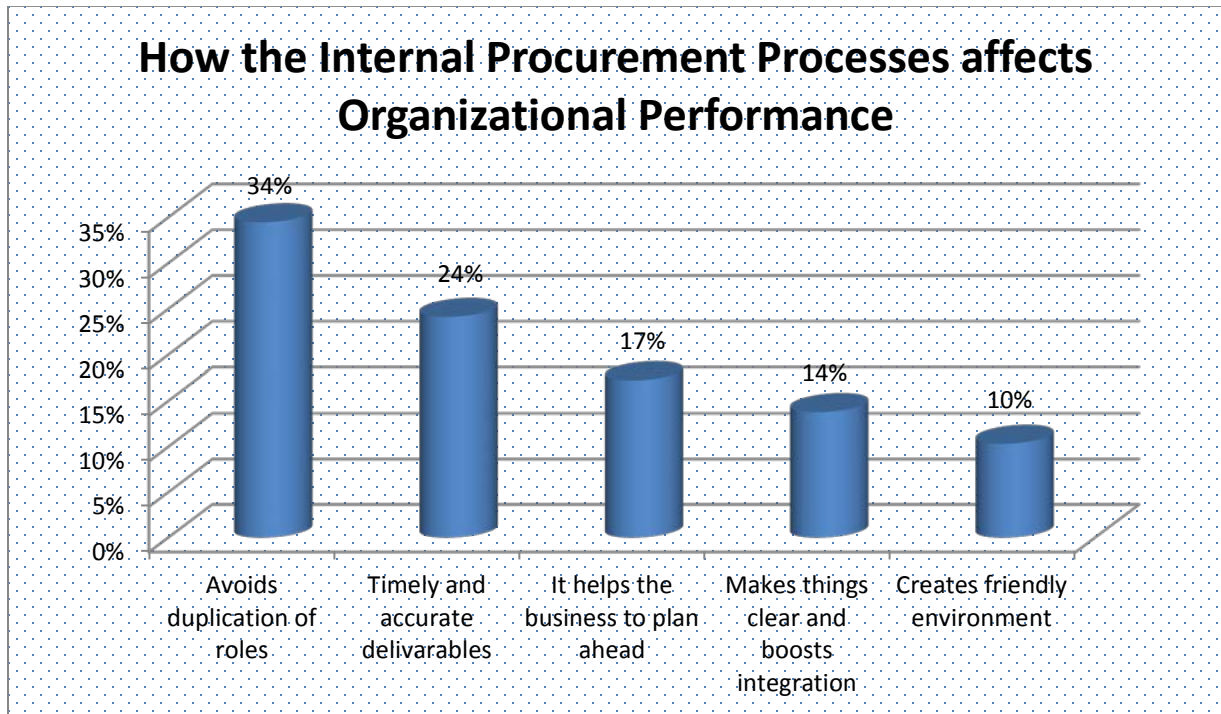 How the Internal Procurement Processes affects
Organizational Performance
34%
24%
17%
14%
10%
35%
30%
25%
20%
15%
10%
5%
0%
Avoids
duplication of
roles
Timely and
accurate
delivarables
It helps the
business to plan
ahead
Makes things
clear and
boosts
integration
Creates friendly
environment